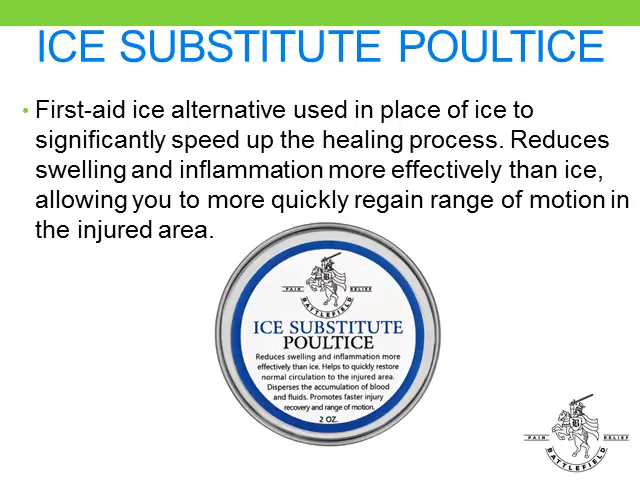 ICE SUBSTITUTE POULTICE
• First-aid ice alternative used in place of ice to
significantly speed up the healing process. Reduces
swelling and inflammation more effectively than ice,
allowing you to more quickly regain range of motion in
the injured area.
PAIN RELIEF
BATTLEFIELD
ICE SUBSTITUTE
POULTICE
Reduces swelling and inflammation more
effectively than ice. Helps to quickly restore
normal circulation to the injured area.
Disperses the accumulation of blood
and fluids. Promotes faster injury
recovery and range of motion.
2 OZ.
B
PAIN RELIEF
BATTLEFIELD